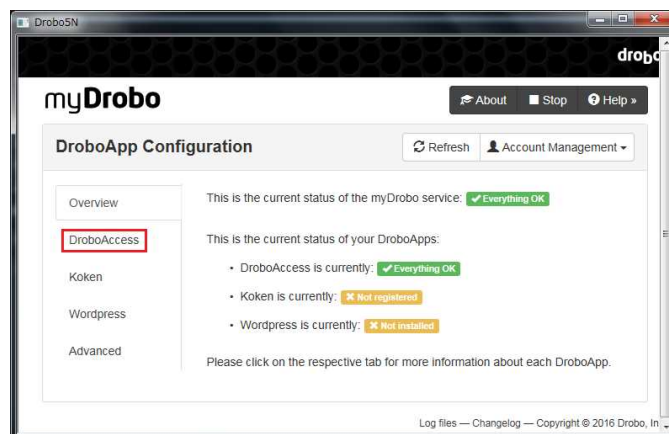 Drobo5N
drobo
myDrobo
About Stop Help »
DroboApp Configuration
Refresh Account Management
Overview
DroboAccess
Koken
Wordpress
Advanced
This is the current status of the myDrobo service: Everything OK
This is the current status of your DroboApps:
• DroboAccess is currently: Everything OK
• Koken is currently: Not registered
• Wordpress is currently: Not installed
Please click on the respective tab for more information about each DroboApp.
Log files — Changelog — Copyright © 2016 Drobo, In